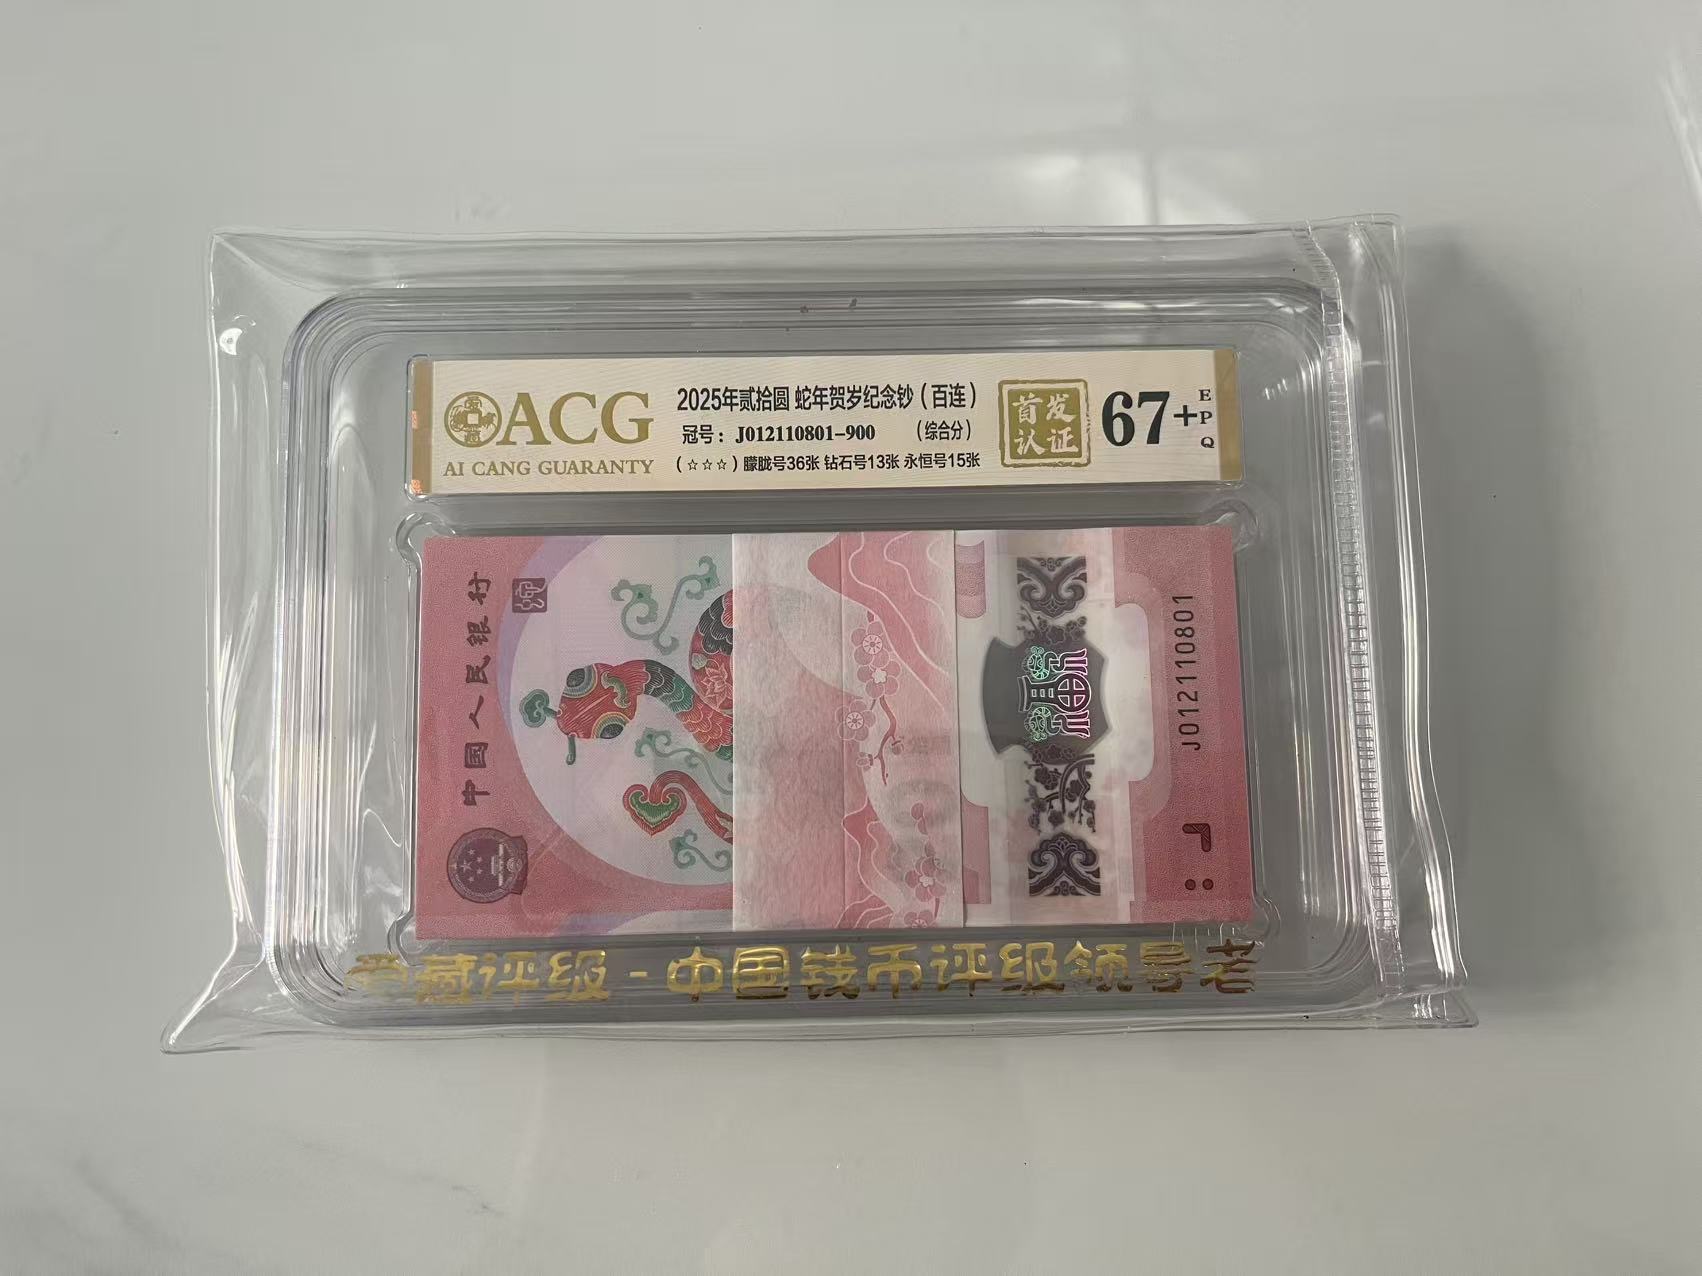 ACG
AI CANG GUARANTY
2025年贰拾圆 蛇年贺岁纪念钞(百连)
冠号:J012110801-900 (综合分)
(☆☆☆)朦胧号36张 钻石号13张 永恒号15张
首发
认证
67+
EPQ
中国人民银行
福
J012110801
爱藏评级-中国钱币评级领导者